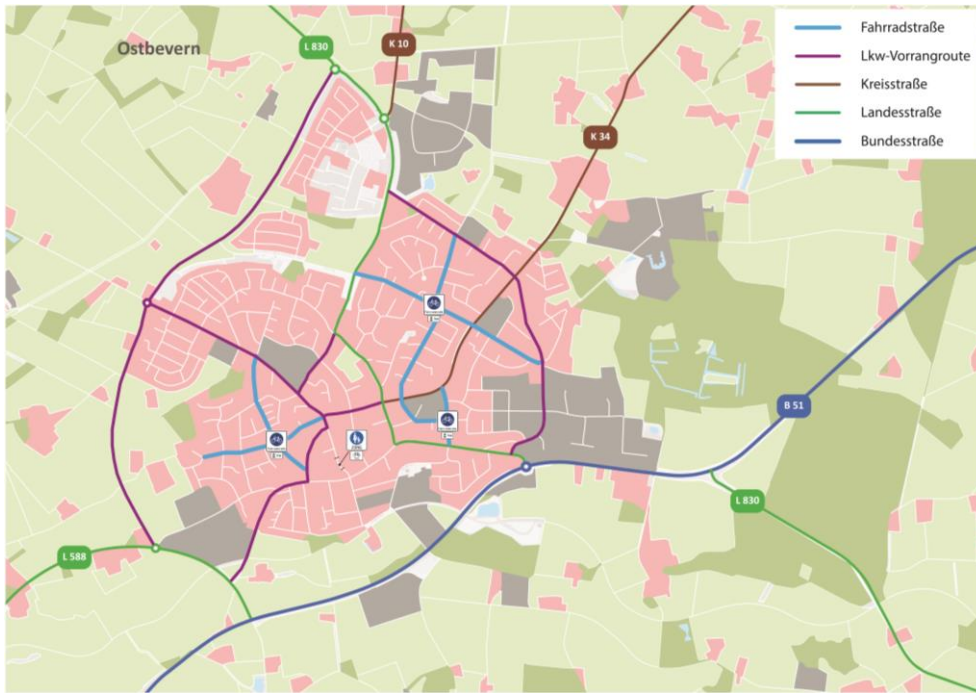 Ostbevern
L 830
K 10
K 34
B 51
L 830
L 588
Fahrradstraße
Lkw-Vorrangroute
Kreisstraße
Landesstraße
Bundesstraße